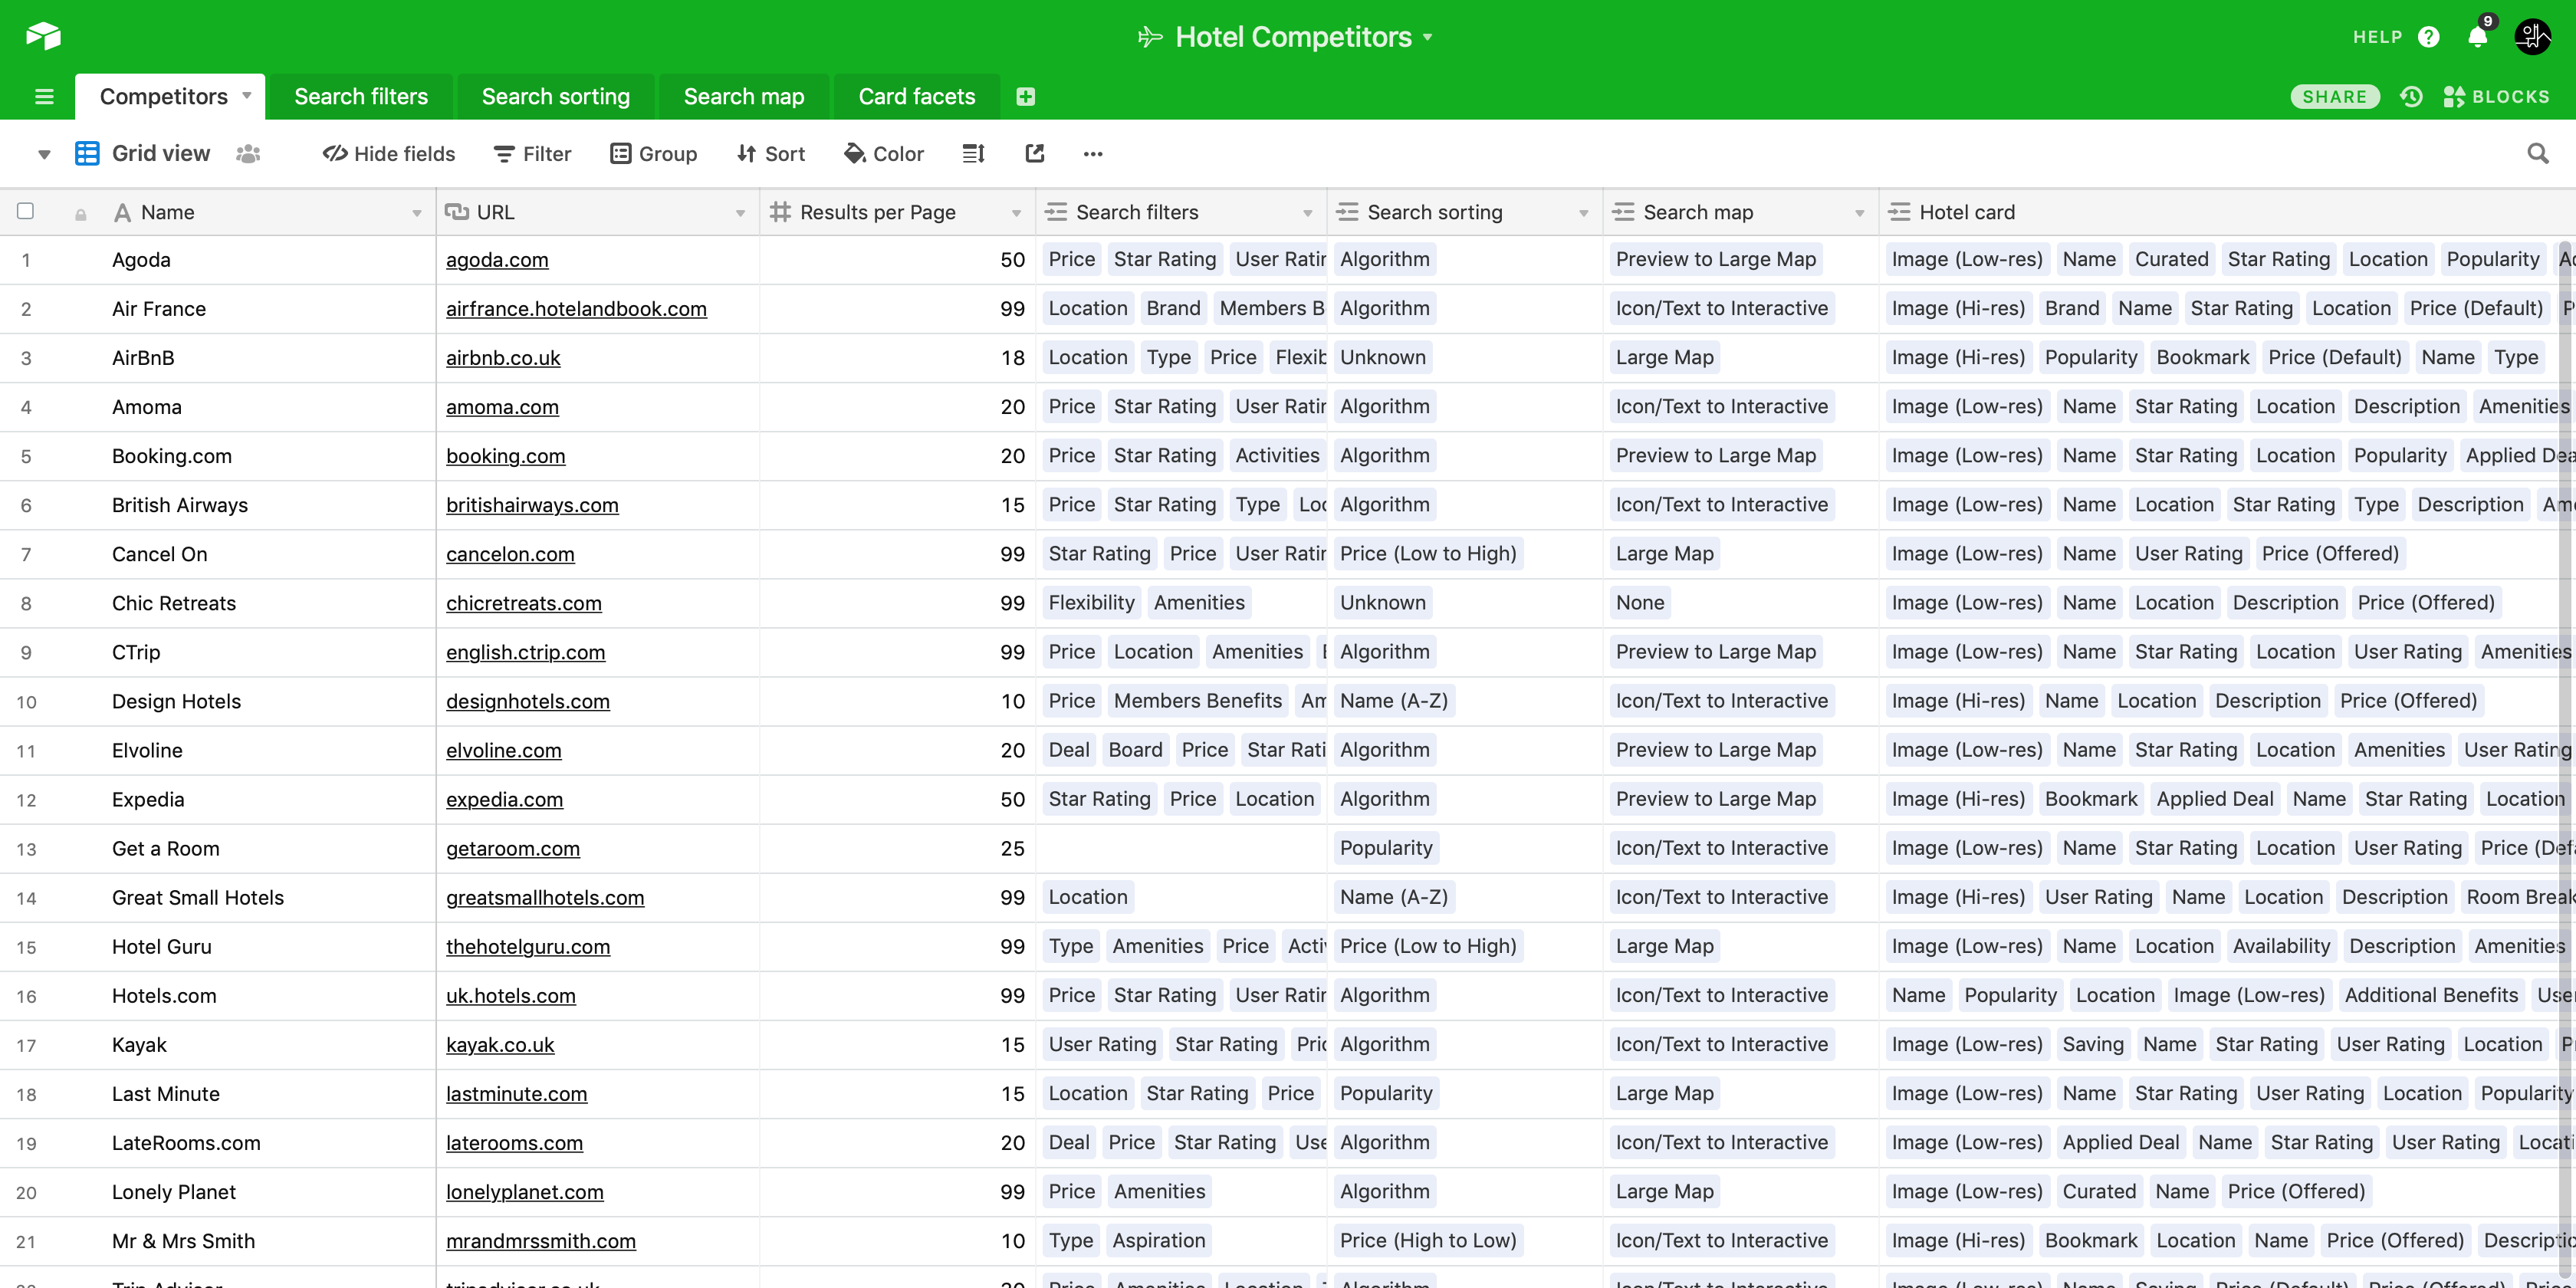 Hotel Competitors
HELP 9
Competitors Search filters Search sorting Search map Card facets SHARE BLOCKS
Grid view Hide fields Filter Group Sort Color
Name URL Results per Page Search filters Search sorting Search map Hotel card
1 Agoda agoda.com 50 Price Star Rating User Ratin Algorithm Preview to Large Map Image (Low-res) Name Curated Star Rating Location Popularity
2 Air France airfrance.hotelandbook.com 99 Location Brand Members B Algorithm Icon/Text to Interactive Image (Hi-res) Brand Name Star Rating Location Price (Default)
3 AirBnB airbnb.co.uk 18 Location Type Price Flexib Unknown Large Map Image (Hi-res) Popularity Bookmark Price (Default) Name Type
4 Amoma amoma.com 20 Price Star Rating User Ratin Algorithm Icon/Text to Interactive Image (Low-res) Name Star Rating Location Description Amenities
5 Booking.com booking.com 20 Price Star Rating Activities Algorithm Preview to Large Map Image (Low-res) Name Star Rating Location Popularity Applied Dea
6 British Airways britishairways.com 15 Price Star Rating Type Loc Algorithm Icon/Text to Interactive Image (Low-res) Name Location Star Rating Type Description Ame
7 Cancel On cancelon.com 99 Star Rating Price User Ratin Price (Low to High) Large Map Image (Low-res) Name User Rating Price (Offered)
8 Chic Retreats chicretreats.com 99 Flexibility Amenities Unknown None Image (Low-res) Name Location Description Price (Offered)
9 CTrip english.ctrip.com 99 Price Location Amenities Algorithm Preview to Large Map Image (Low-res) Name Star Rating Location User Rating Amenities
10 Design Hotels designhotels.com 10 Price Members Benefits Am Name (A-Z) Icon/Text to Interactive Image (Hi-res) Name Location Description Price (Offered)
11 Elvoline elvoline.com 20 Deal Board Price Star Rati Algorithm Preview to Large Map Image (Low-res) Name Star Rating Location Amenities User Rating
12 Expedia expedia.com 50 Star Rating Price Location Algorithm Preview to Large Map Image (Hi-res) Bookmark Applied Deal Name Star Rating Location
13 Get a Room getaroom.com 25 Popularity Icon/Text to Interactive Image (Low-res) Name Star Rating Location User Rating Price (Defa
14 Great Small Hotels greatsmallhotels.com 99 Location Name (A-Z) Icon/Text to Interactive Image (Hi-res) User Rating Name Location Description Room Break
15 Hotel Guru thehotelguru.com 99 Type Amenities Price Activ Price (Low to High) Large Map Image (Low-res) Name Location Availability Description Amenities
16 Hotels.com uk.hotels.com 99 Price Star Rating User Ratin Algorithm Icon/Text to Interactive Name Popularity Location Image (Low-res) Additional Benefits Use
17 Kayak kayak.co.uk 15 User Rating Star Rating Pric Algorithm Icon/Text to Interactive Image (Low-res) Saving Name Star Rating User Rating Location
18 Last Minute lastminute.com 15 Location Star Rating Price Popularity Large Map Image (Low-res) Name Star Rating User Rating Location Popularity
19 LateRooms.com laterooms.com 20 Deal Price Star Rating Use Algorithm Icon/Text to Interactive Image (Low-res) Applied Deal Name Star Rating User Rating Locati
20 Lonely Planet lonelyplanet.com 99 Price Amenities Algorithm Large Map Image (Low-res) Curated Name Price (Offered)
21 Mr & Mrs Smith mrandmrssmith.com 10 Type Aspiration Price (High to Low) Icon/Text to Interactive Image (Hi-res) Bookmark Location Name Price (Offered) Descriptio